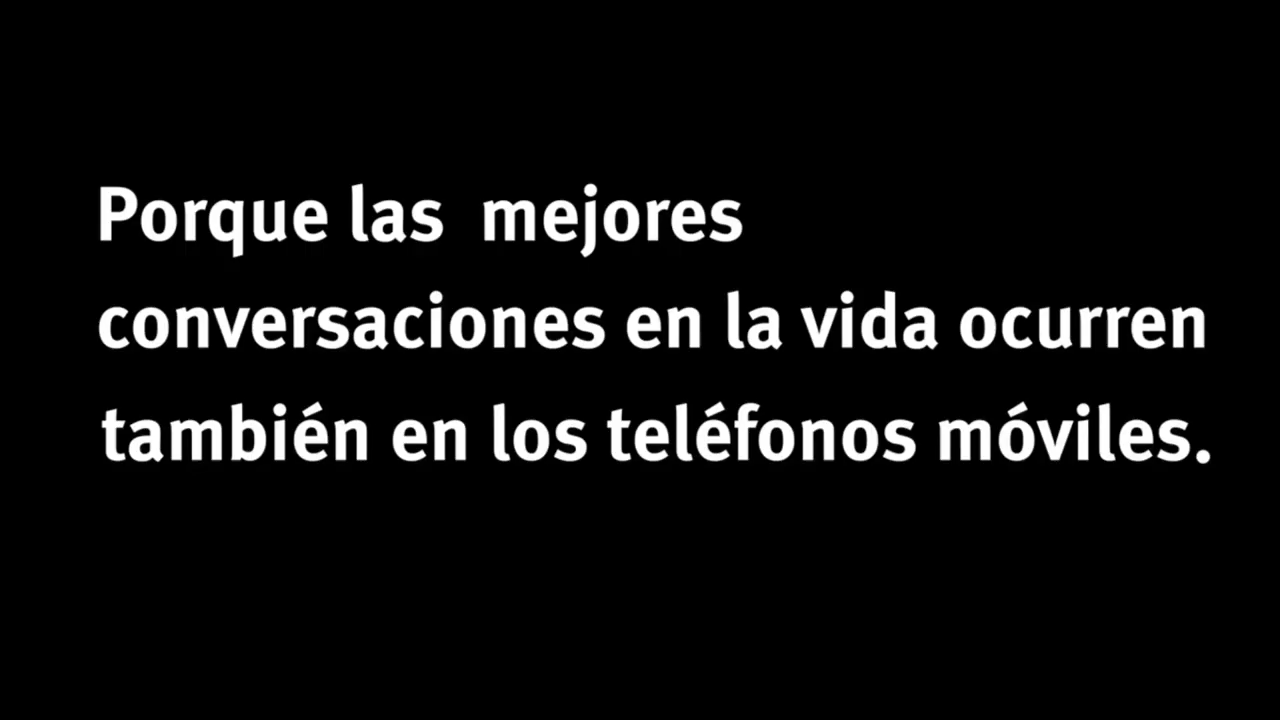 Porque las  mejores
conversaciones en la vida ocurren
también en los teléfonos móviles.